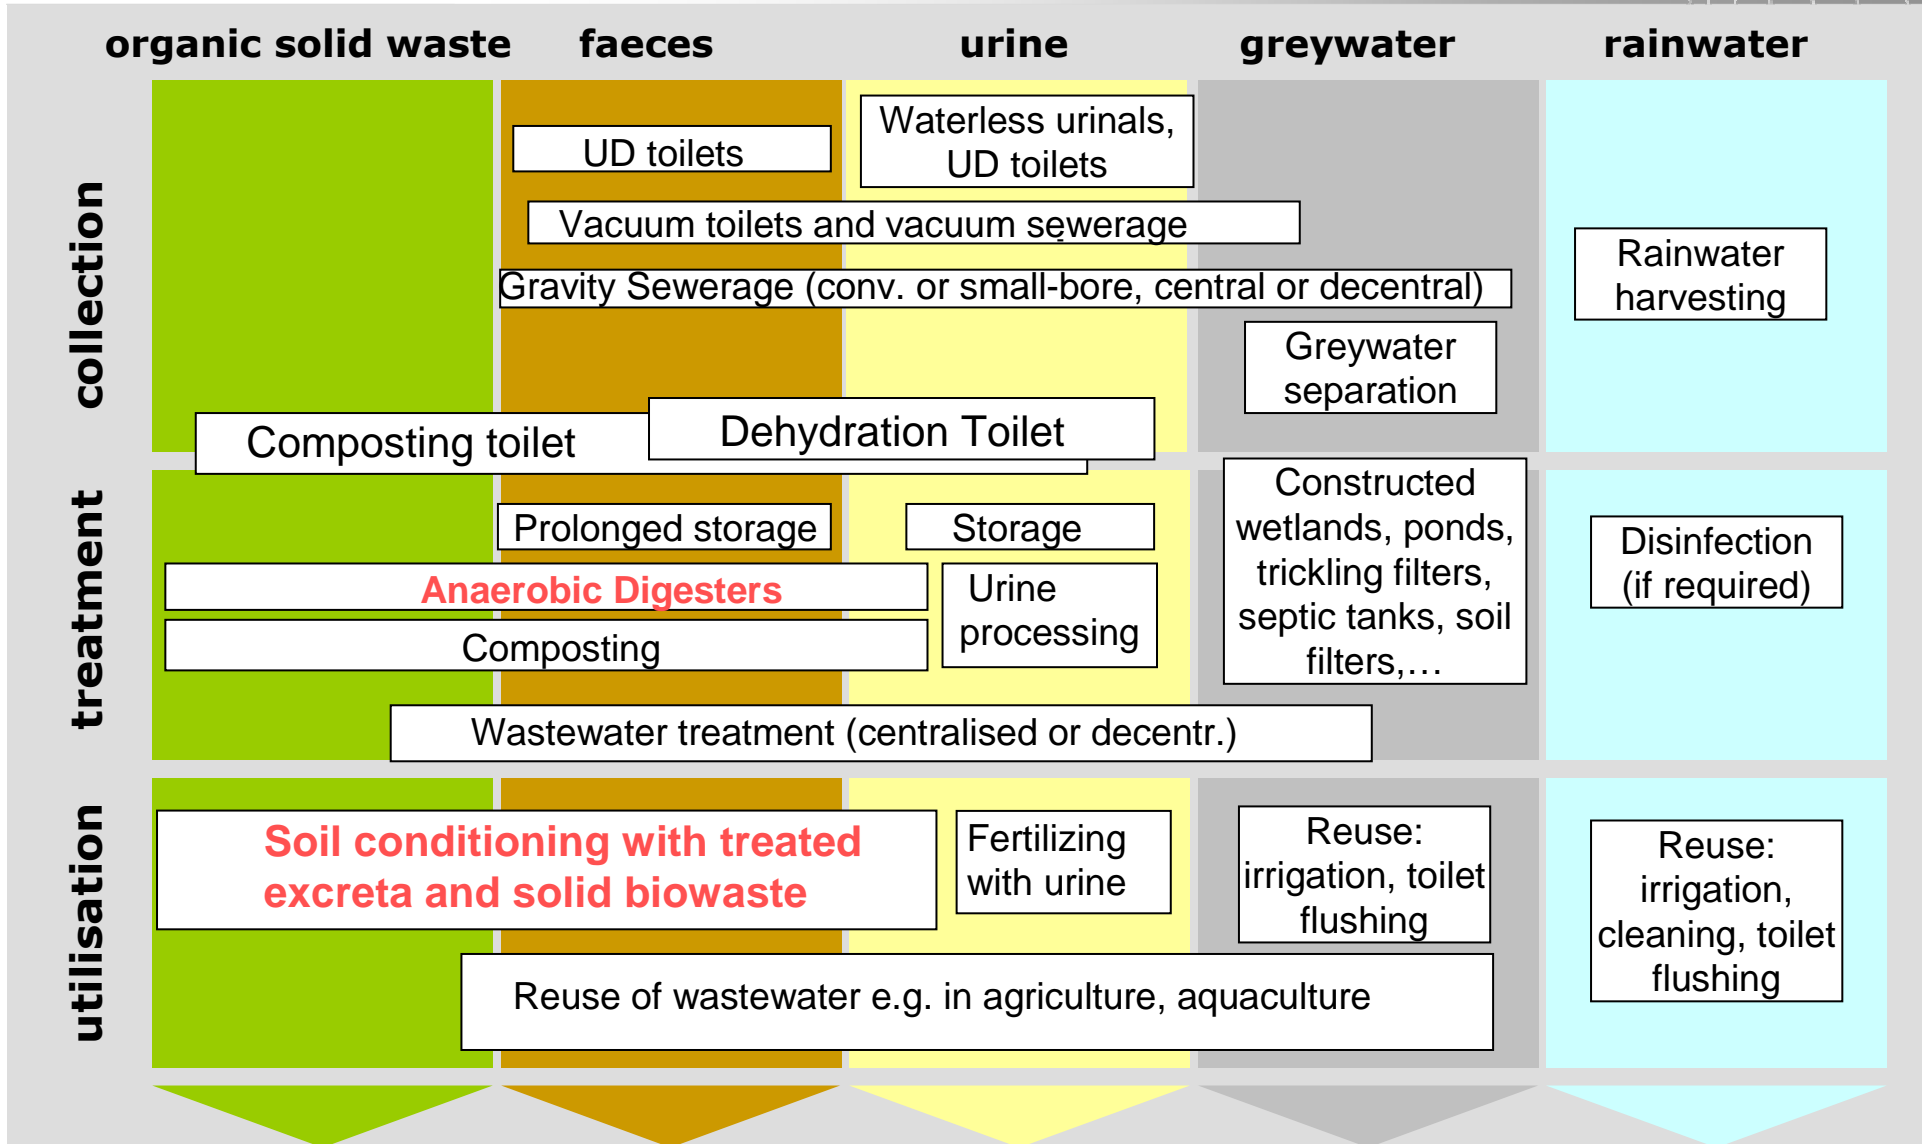 organic solid waste faeces urine greywater rainwater
collection
UD toilets
Waterless urinals,
UD toilets
Vacuum toilets and vacuum sewerage
Gravity Sewerage (conv. or small-bore, central or decentral)
Rainwater
harvesting
Greywater
separation
Composting toilet
Dehydration Toilet
treatment
Prolonged storage
Storage
Constructed
wetlands, ponds,
trickling filters,
septic tanks, soil
filters,…
Disinfection
(if required)
Anaerobic Digesters
Urine
processing
Composting
Wastewater treatment (centralised or decentr.)
utilisation
Soil conditioning with treated
excreta and solid biowaste
Fertilizing
with urine
Reuse:
irrigation, toilet
flushing
Reuse:
irrigation,
cleaning, toilet
flushing
Reuse of wastewater e.g. in agriculture, aquaculture